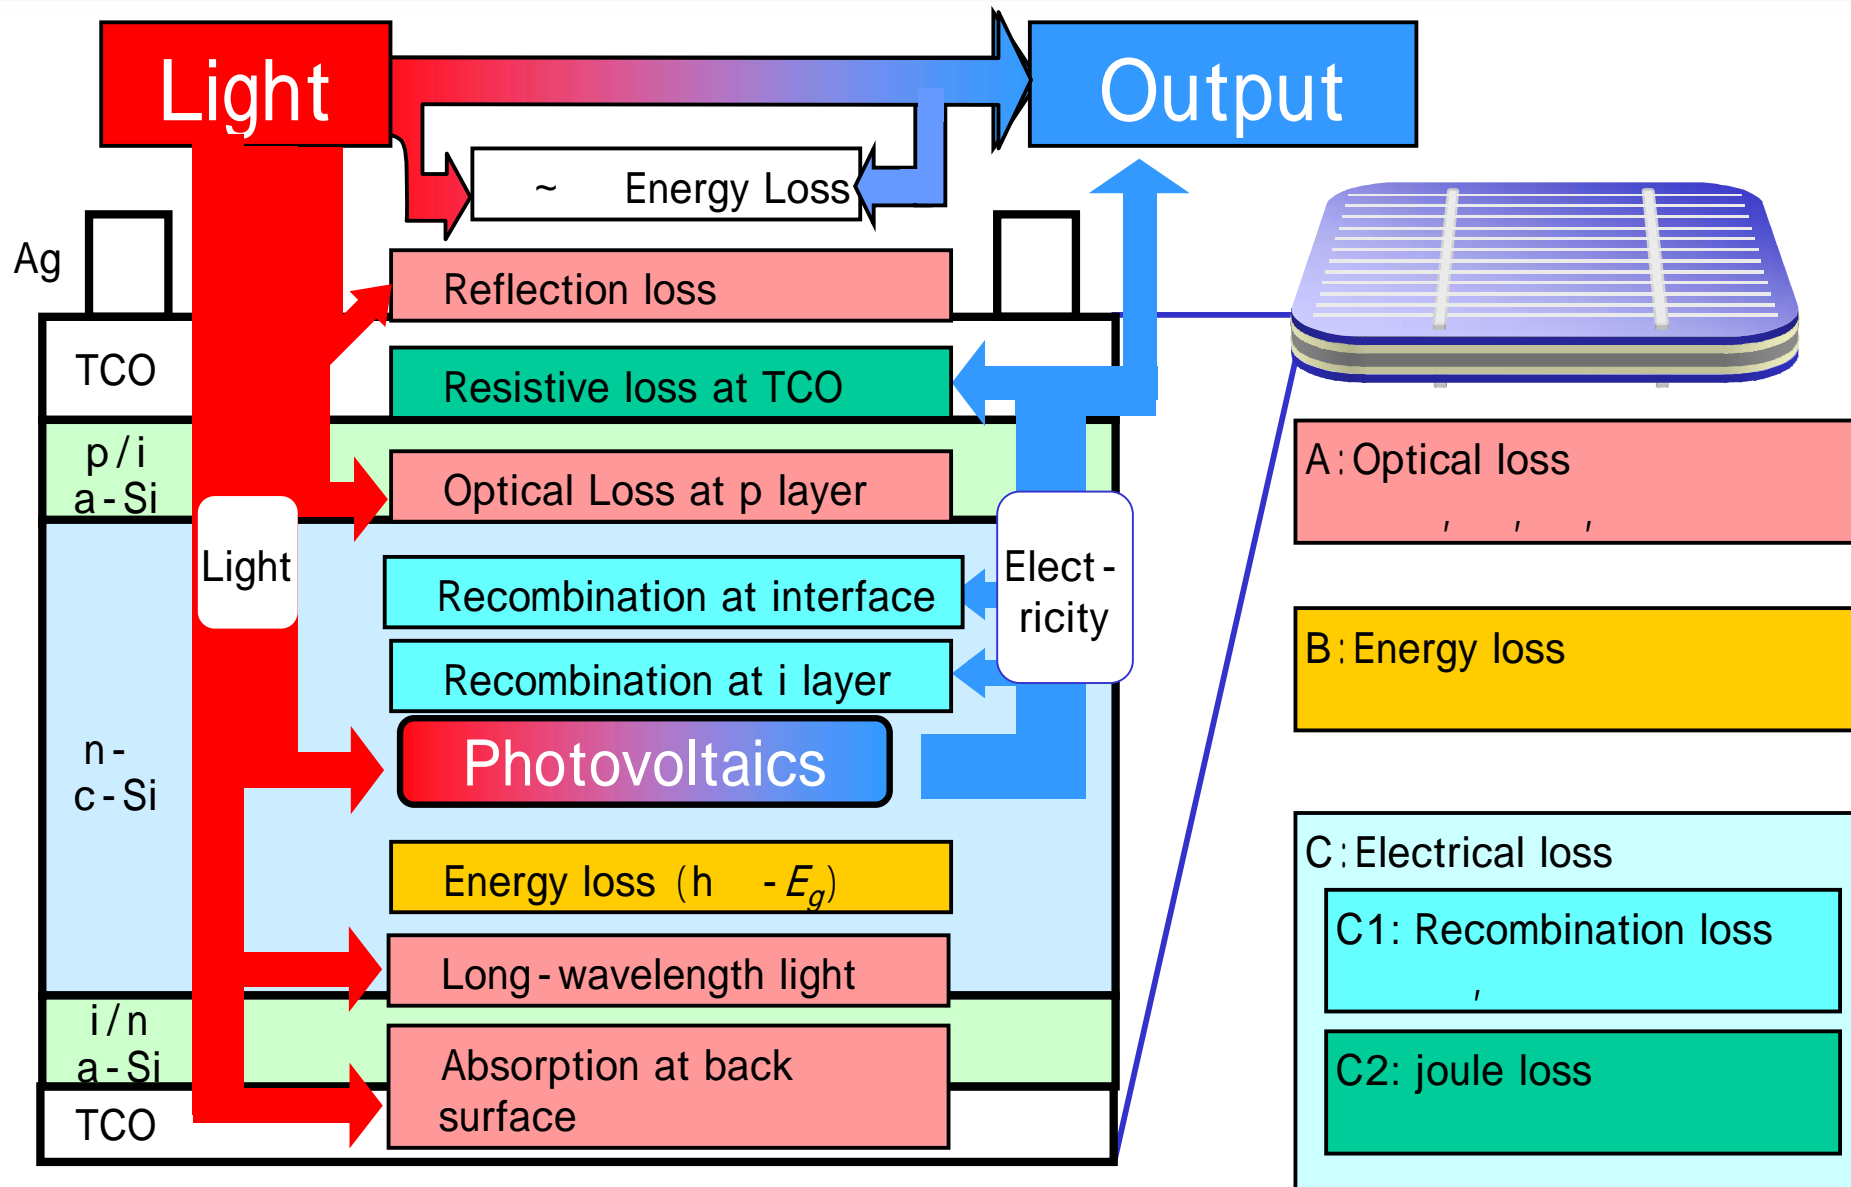 Light
Output
~ Energy Loss
Ag
Reflection loss
TCO
Resistive loss at TCO
p/i
a-Si
Optical Loss at p layer
Light
Elect-
ricity
Recombination at interface
Recombination at i layer
n-
c-Si
Photovoltaics
Energy loss (h -Eg)
Long-wavelength light
i/n
a-Si
Absorption at back
surface
TCO
A:Optical loss
, , ,
B:Energy loss
C:Electrical loss
C1: Recombination loss
,
C2: joule loss